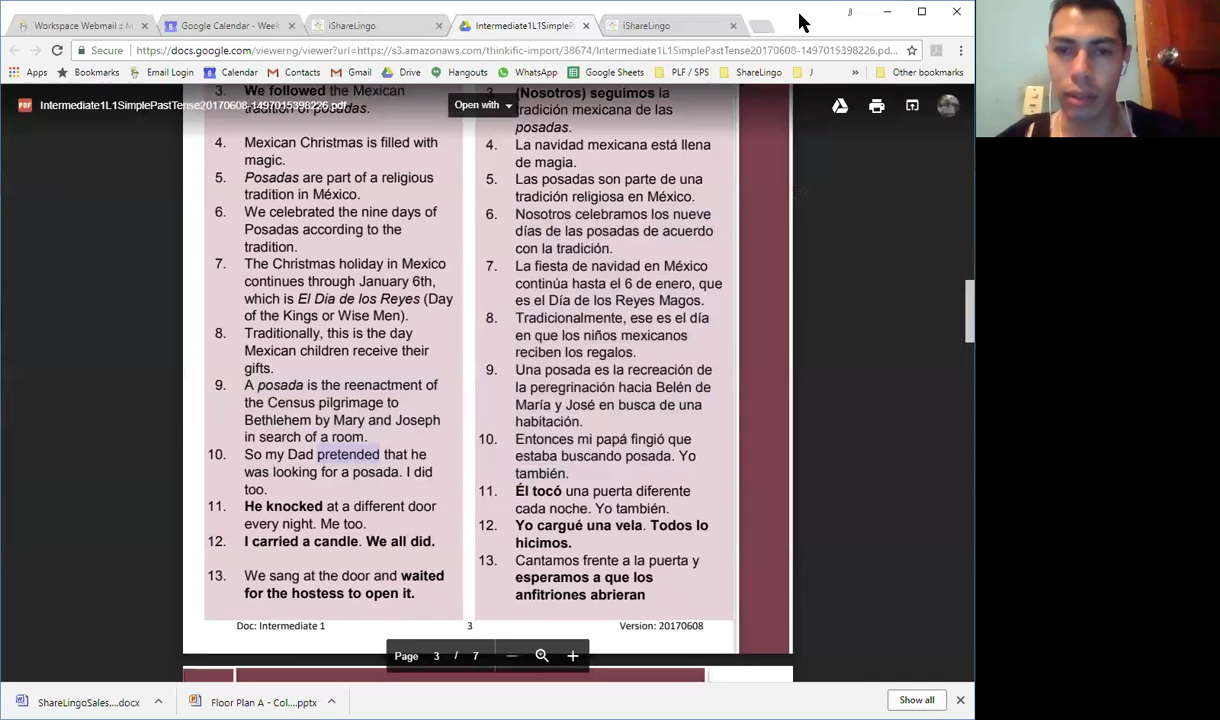 Workspace Webmail :: M
Google Calendar - Week
iShareLingo
Intermediate1L1SimpleP
iShareLingo
Secure
https://docs.google.com/viewerng/viewer?url=https://s3.amazonaws.com/thinkific-import/38674/Intermediate1L1SimplePastTense20170608-1497015398226.pd...
Apps
Bookmarks
Email Login
Calendar
Contacts
Gmail
Drive
Hangouts
WhatsApp
Google Sheets
PLF / SPS
ShareLingo
J
»
Other bookmarks
Intermediate1L1SimplePastTense20170608-1497015398226.pdf
Open with
3. We followed the Mexican
tradition of posadas.
4. Mexican Christmas is filled with
magic.
5. Posadas are part of a religious
tradition in México.
6. We celebrated the nine days of
Posadas according to the
tradition.
7. The Christmas holiday in Mexico
continues through January 6th,
which is El Dia de los Reyes (Day
of the Kings or Wise Men).
8. Traditionally, this is the day
Mexican children receive their
gifts.
9. A posada is the reenactment of
the Census pilgrimage to
Bethlehem by Mary and Joseph
in search of a room.
10. So my Dad pretended that he
was looking for a posada. I did
too.
11. He knocked at a different door
every night. Me too.
12. I carried a candle. We all did.
13. We sang at the door and waited
for the hostess to open it.
3. (Nosotros) seguimos la
tradición mexicana de las
posadas.
4. La navidad mexicana está llena
de magia.
5. Las posadas son parte de una
tradición religiosa en México.
6. Nosotros celebramos los nueve
días de las posadas de acuerdo
con la tradición.
7. La fiesta de navidad en México
continúa hasta el 6 de enero, que
es el Día de los Reyes Magos.
8. Tradicionalmente, ese es el día
en que los niños mexicanos
reciben los regalos.
9. Una posada es la recreación de
la peregrinación hacia Belén de
María y José en busca de una
habitación.
10. Entonces mi papá fingió que
estaba buscando posada. Yo
también.
11. Él tocó una puerta diferente
cada noche. Yo también.
12. Yo cargué una vela. Todos lo
hicimos.
13. Cantamos frente a la puerta y
esperamos a que los
anfitriones abrieran
Doc: Intermediate 1
3
Version: 20170608
Page 3 / 7
ShareLingoSales....docx
Floor Plan A - Col....pptx
Show all